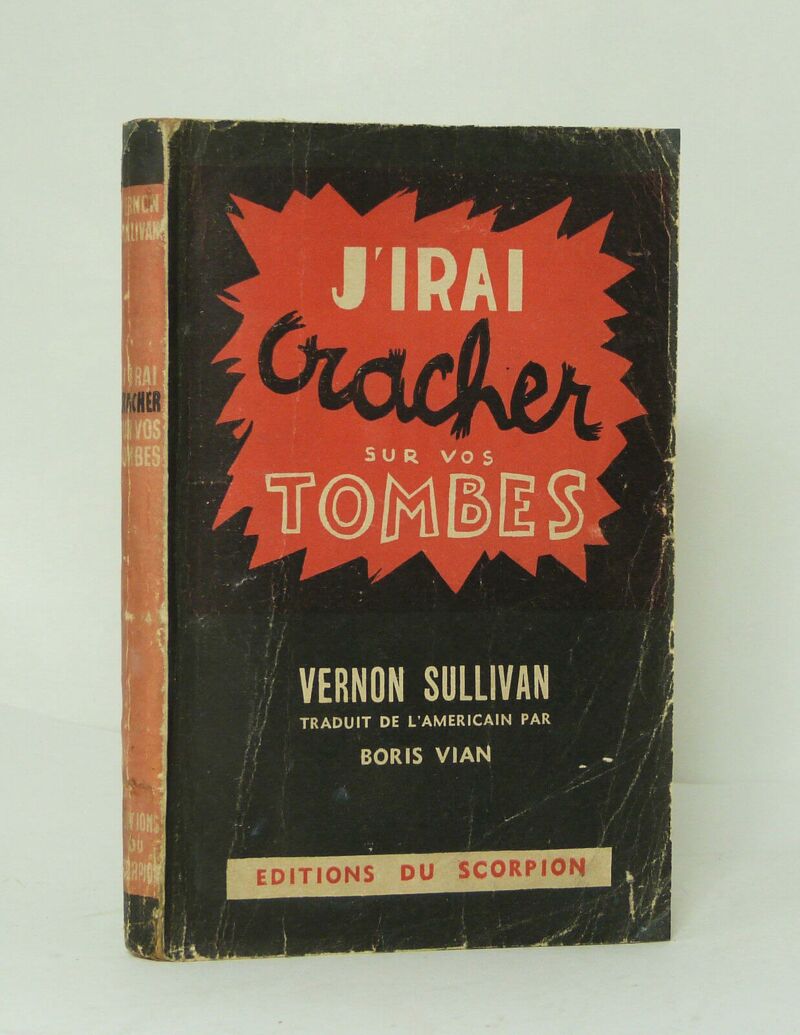 J'IRAI
Cracher
SUR VOS
TOMBES
VERNON SULLIVAN
TRADUIT DE L'AMERICAIN PAR
BORIS VIAN
EDITIONS DU SCORPION